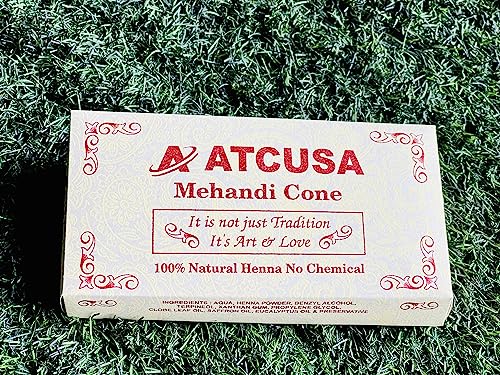 ATCUSA
Mehandi Cone
It is not just Tradition
It's Art & Love
100% Natural Henna No Chemical
INGREDIENTS : AQUA, HENNA POWDER, BENZYL ALCOHOL,
TERPINEOL, XANTHAN GUM, PROPYLENE GLYCOL,
CLOBE LEAF OIL, SAFFRON OIL, EUCALYPTUS OIL & PRESERVATIVE